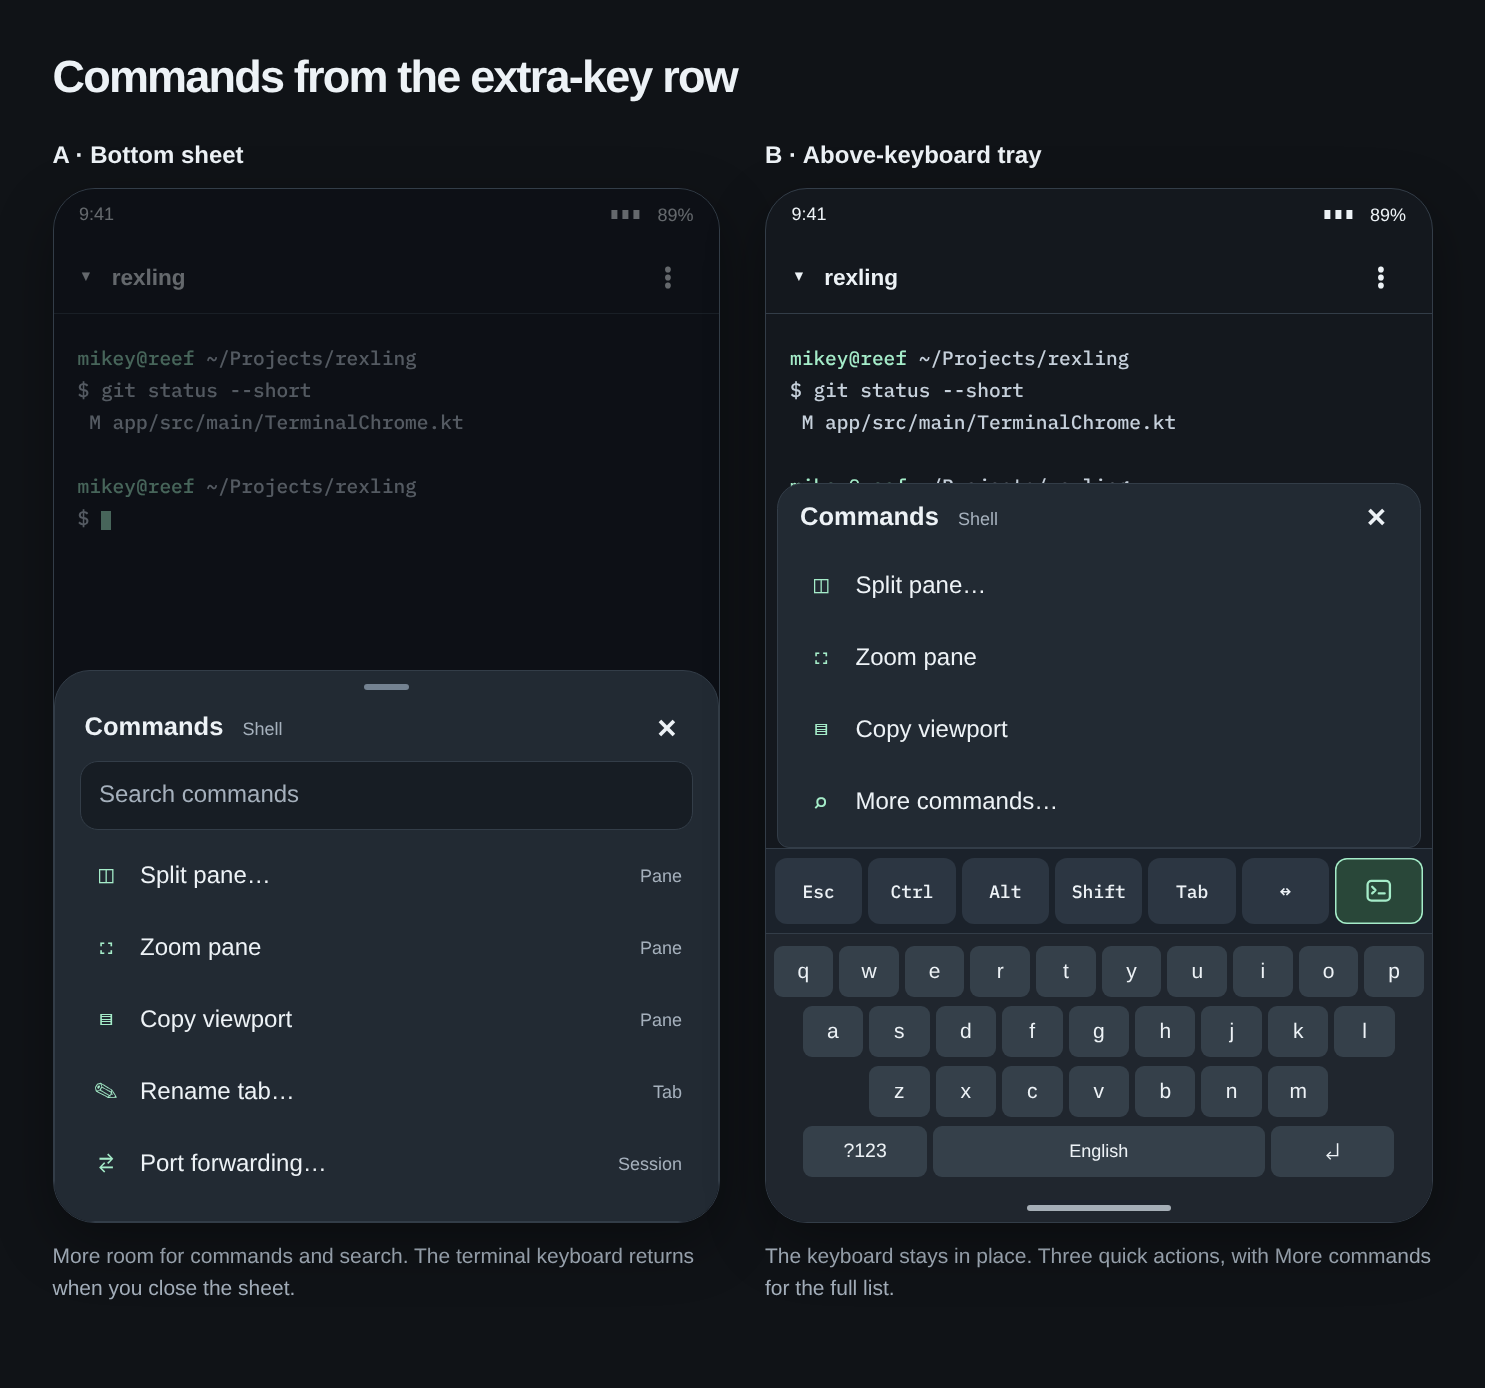 Commands from the extra-key row
A · Bottom sheet
9:41
89%
▼ rexling
mikey@reef ~/Projects/rexling
$ git status --short
M app/src/main/TerminalChrome.kt
mikey@reef ~/Projects/rexling
$
Commands Shell ✕
Search commands
Split pane… Pane
Zoom pane Pane
Copy viewport Pane
Rename tab… Tab
Port forwarding… Session
More room for commands and search. The terminal keyboard returns
when you close the sheet.
B · Above-keyboard tray
9:41
89%
▼ rexling
mikey@reef ~/Projects/rexling
$ git status --short
M app/src/main/TerminalChrome.kt
mikey@reef ~/Projects/rexling
Commands Shell ✕
Split pane…
Zoom pane
Copy viewport
More commands…
Esc Ctrl Alt Shift Tab ↔
q w e r t y u i o p
a s d f g h j k l
z x c v b n m
?123 English ⏎
The keyboard stays in place. Three quick actions, with More commands
for the full list.